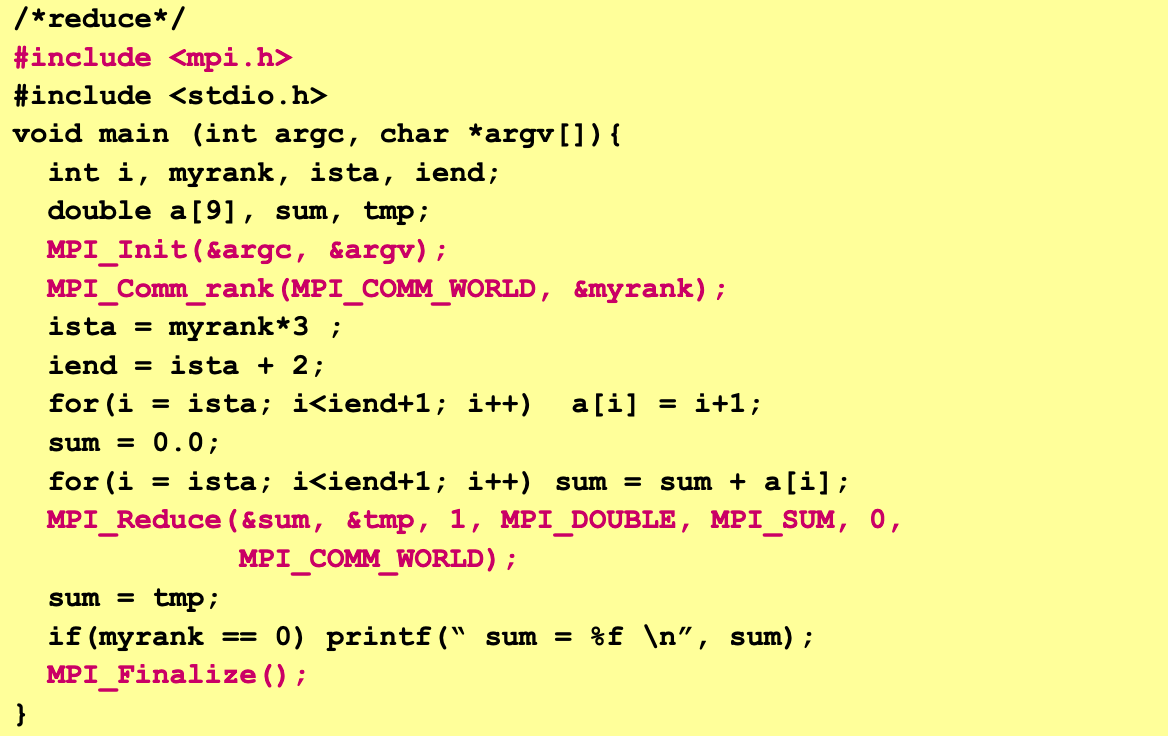 /*reduce*/
#include <mpi.h>
#include <stdio.h>
void main (int argc, char *argv[]){
  int i, myrank, ista, iend;
  double a[9], sum, tmp;
  MPI_Init(&argc, &argv);
  MPI_Comm_rank(MPI_COMM_WORLD, &myrank);
  ista = myrank*3 ;
  iend = ista + 2;
  for(i = ista; i<iend+1; i++)  a[i] = i+1;
  sum = 0.0;
  for(i = ista; i<iend+1; i++) sum = sum + a[i];
  MPI_Reduce(&sum, &tmp, 1, MPI_DOUBLE, MPI_SUM, 0,
             MPI_COMM_WORLD);
  sum = tmp;
  if(myrank == 0) printf(“ sum = %f \n”, sum);
  MPI_Finalize();
}